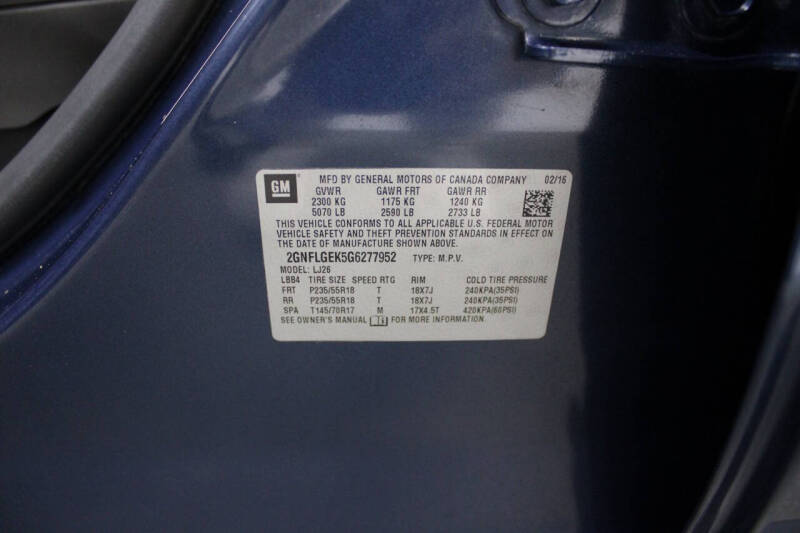 GM MFD BY GENERAL MOTORS OF CANADA COMPANY 02/16
GVWR GAWR FRT GAWR RR
2300 KG 1175 KG 1240 KG
5070 LB 2590 LB 2733 LB
THIS VEHICLE CONFORMS TO ALL APPLICABLE U.S. FEDERAL MOTOR
VEHICLE SAFETY AND THEFT PREVENTION STANDARDS IN EFFECT
ON THE DATE OF MANUFACTURE SHOWN ABOVE.
2GNFLGEK5G6277952 TYPE: M.P.V.
MODEL: LJ26
LBB4 TIRE SIZE SPEED RTG RIM COLD TIRE PRESSURE
FRT P235/55R18 T 18X7J 240KPA(35PSI)
RR P235/55R18 T 18X7J 240KPA(35PSI)
SPA T145/70R17 M 17X4.5T 420KPA(60PSI)
SEE OWNER'S MANUAL FOR MORE INFORMATION.